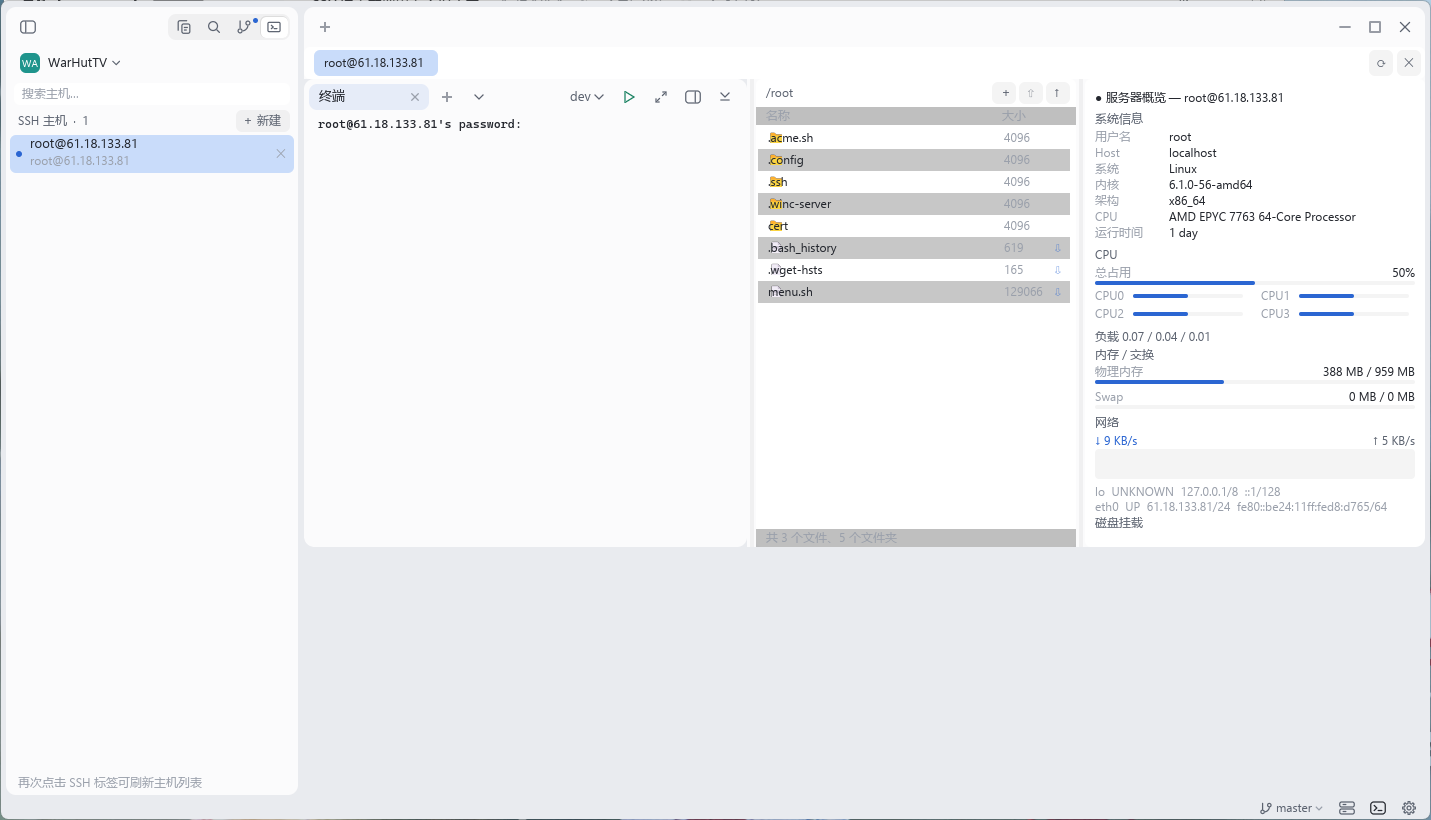 WA WarHutTV
搜索主机...
SSH 主机 · 1
+ 新建
root@61.18.133.81
root@61.18.133.81
再次点击 SSH 标签可刷新主机列表
root@61.18.133.81
终端
dev
root@61.18.133.81's password:
/root
名称 大小
.acme.sh 4096
.config 4096
.ssh 4096
.winc-server 4096
cert 4096
.bash_history 619
.wget-hsts 165
menu.sh 129066
共 3 个文件、5 个文件夹
● 服务器概览 — root@61.18.133.81
系统信息
用户名 root
Host localhost
系统 Linux
内核 6.1.0-56-amd64
架构 x86_64
CPU AMD EPYC 7763 64-Core Processor
运行时间 1 day
CPU
总占用 50%
CPU0 CPU1
CPU2 CPU3
负载 0.07 / 0.04 / 0.01
内存 / 交换
物理内存 388 MB / 959 MB
Swap 0 MB / 0 MB
网络
↓ 9 KB/s ↑ 5 KB/s
lo UNKNOWN 127.0.0.1/8 ::1/128
eth0 UP 61.18.133.81/24 fe80::be24:11ff:fed8:d765/64
磁盘挂载
master